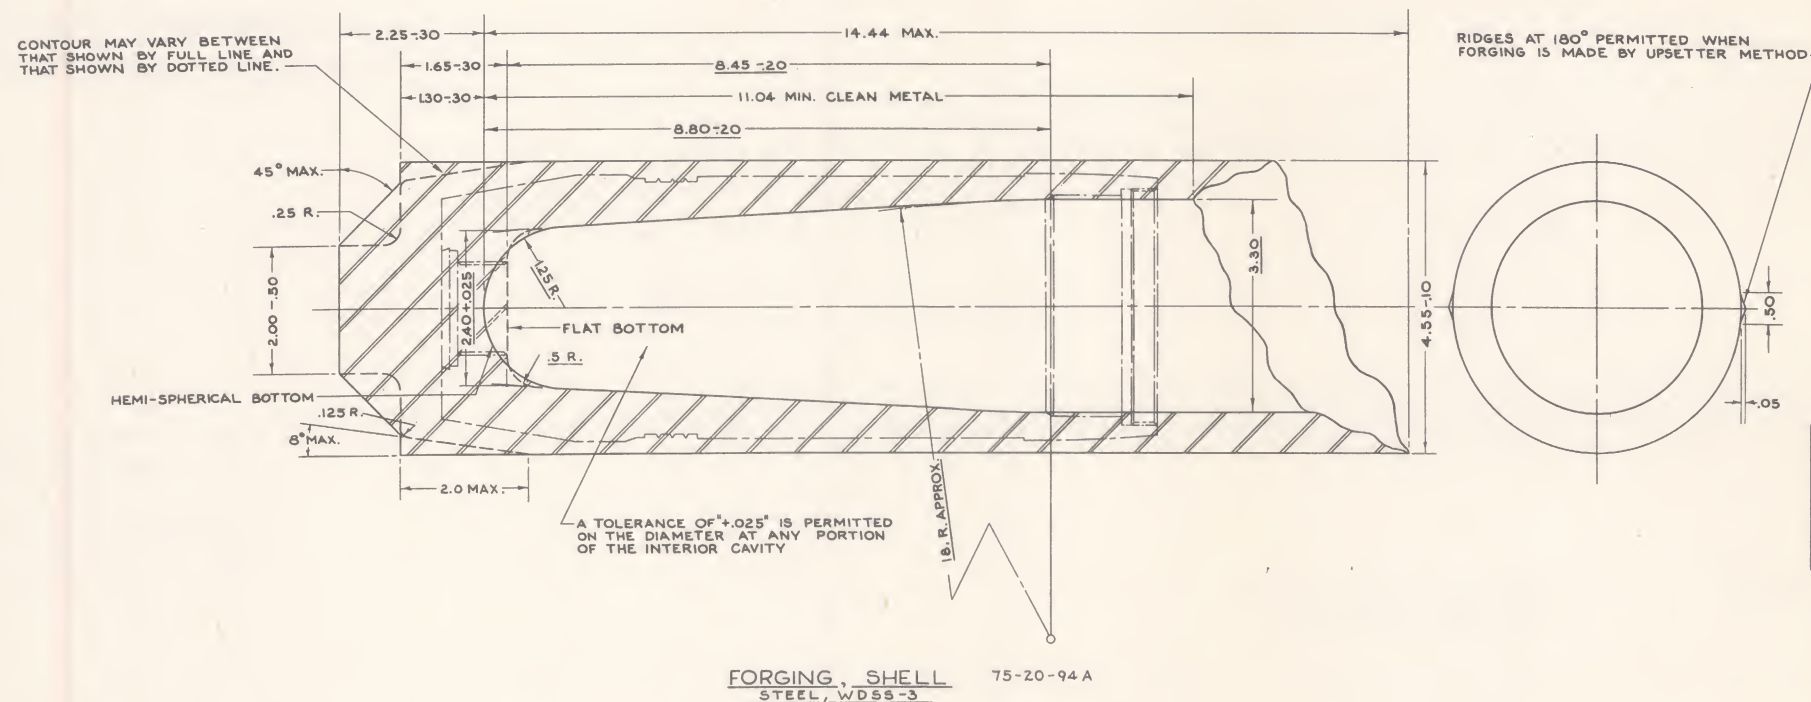 CONTOUR MAY VARY BETWEEN
THAT SHOWN BY FULL LINE AND
THAT SHOWN BY DOTTED LINE.
2.25-.30
14.44 MAX.
1.65-.30
8.45-.20
1.30-.30
11.04 MIN. CLEAN METAL
8.80-.20
RIDGES AT 180° PERMITTED WHEN
FORGING IS MADE BY UPSETTER METHOD
45° MAX.
.25 R.
2.00-.50
2.40+.025
1.25 R.
FLAT BOTTOM
.5 R.
3.30
4.55-.10
.50
.05
HEMI-SPHERICAL BOTTOM
.125 R.
8° MAX.
2.0 MAX.
18. R. APPROX.
A TOLERANCE OF "+.025" IS PERMITTED
ON THE DIAMETER AT ANY PORTION
OF THE INTERIOR CAVITY
FORGING, SHELL 75-20-94A
STEEL, WDSS-3